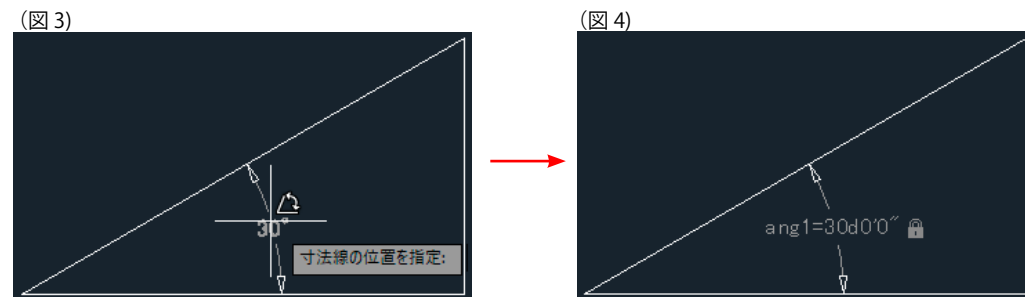 （図 3)
（図 4)
30°
寸法線の位置を指定:
ang1=30d0'0"